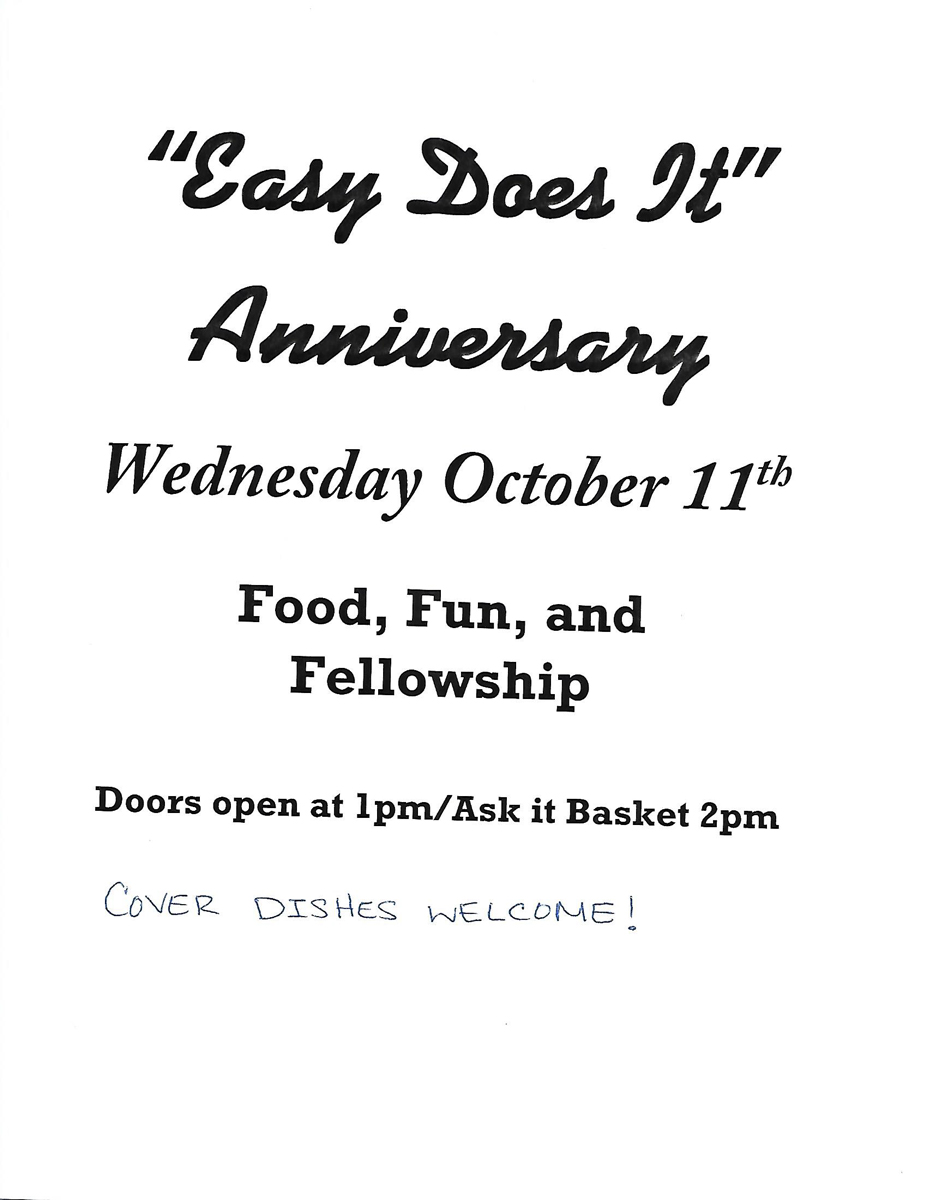 “Easy Does It”
Anniversary
Wednesday October 11th
Food, Fun, and
Fellowship
Doors open at 1pm/Ask it Basket 2pm
COVER DISHES WELCOME!